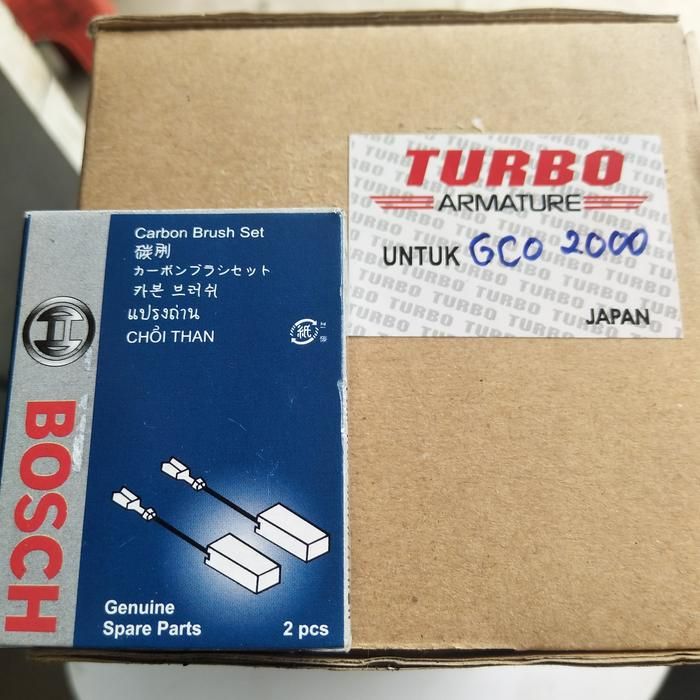 Carbon Brush Set
碳刷
カーボンブラシセット
카본 브러쉬
แปรงถ่าน
CHỔI THAN
紙
BOSCH
Genuine
Spare Parts
2 pcs
TURBO
ARMATURE
UNTUK GCO 2000
JAPAN